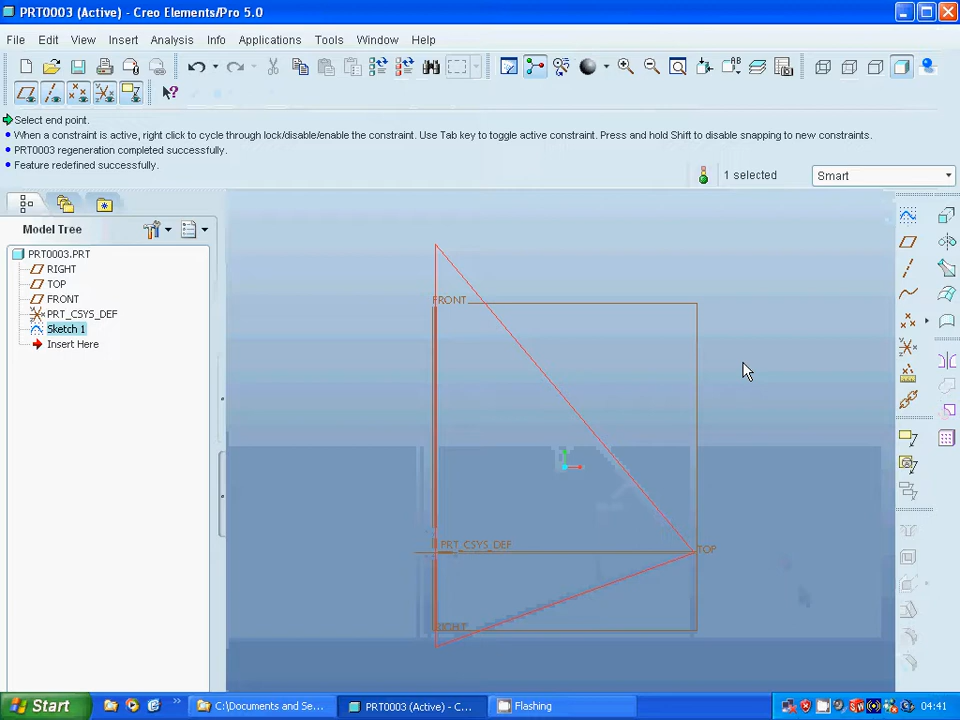 PRT0003 (Active) - Creo Elements/Pro 5.0
File Edit View Insert Analysis Info Applications Tools Window Help
Select end point.
When a constraint is active, right click to cycle through lock/disable/enable the constraint. Use Tab key to toggle active constraint. Press and hold Shift to disable snapping to new constraints.
PRT0003 regeneration completed successfully.
Feature redefined successfully.
1 selected Smart
Model Tree
PRT0003.PRT
RIGHT
TOP
FRONT
PRT_CSYS_DEF
Sketch 1
Insert Here
FRONT
PRT_CSYS_DEF
TOP
RIGHT
Start C:\Documents and Se... PRT0003 (Active) - C... Flashing 04:41